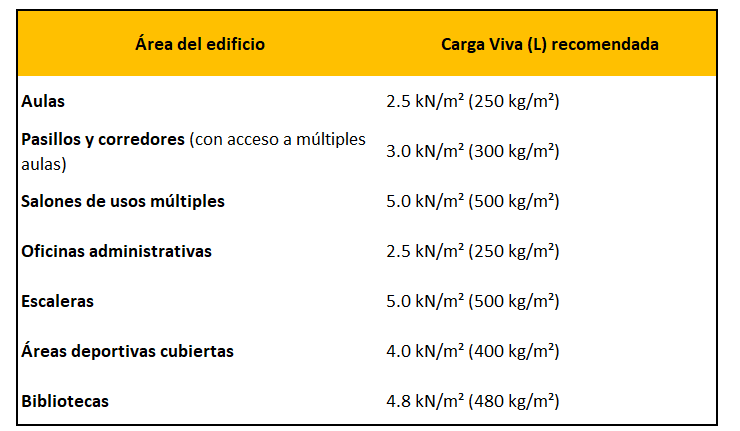 Área del edificio Carga Viva (L) recomendada
Aulas 2.5 kN/m² (250 kg/m²)
Pasillos y corredores (con acceso a múltiples
aulas) 3.0 kN/m² (300 kg/m²)
Salones de usos múltiples 5.0 kN/m² (500 kg/m²)
Oficinas administrativas 2.5 kN/m² (250 kg/m²)
Escaleras 5.0 kN/m² (500 kg/m²)
Áreas deportivas cubiertas 4.0 kN/m² (400 kg/m²)
Bibliotecas 4.8 kN/m² (480 kg/m²)